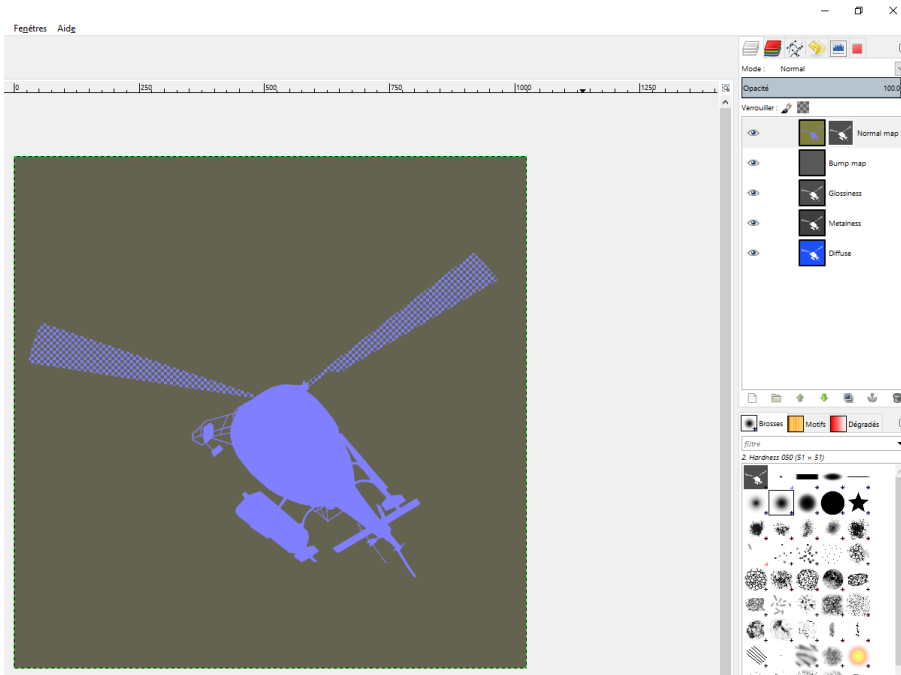 Fenêtres Aide
0 250 500 750 1000 1250
Mode : Normal
Opacité 100,0
Verrouiller :
Normal map
Bump map
Glossiness
Metalness
Diffuse
Brosses Motifs Dégradés
filtre
2. Hardness 050 (51 × 51)